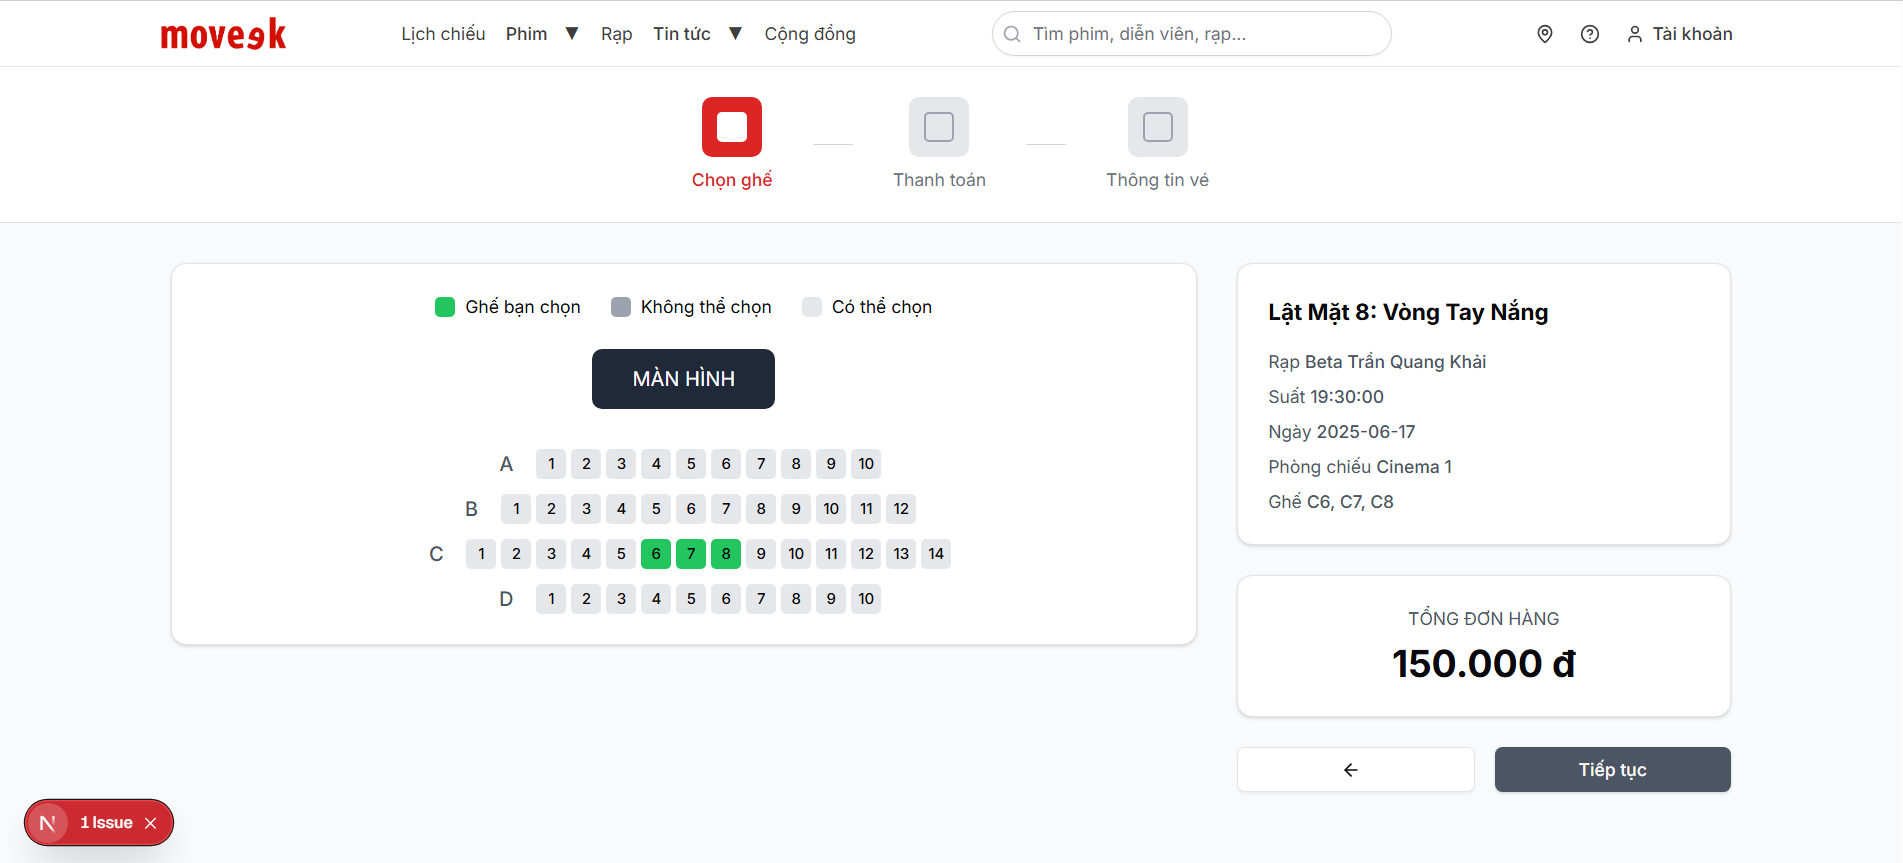 moveek
Lịch chiếu Phim ▼ Rạp Tin tức ▼ Cộng đồng
Tìm phim, diễn viên, rạp...
Tài khoản
Chọn ghế
Thanh toán
Thông tin vé
Ghế bạn chọn
Không thể chọn
Có thể chọn
MÀN HÌNH
A 1 2 3 4 5 6 7 8 9 10
B 1 2 3 4 5 6 7 8 9 10 11 12
C 1 2 3 4 5 6 7 8 9 10 11 12 13 14
D 1 2 3 4 5 6 7 8 9 10
Lật Mặt 8: Vòng Tay Nắng
Rạp Beta Trần Quang Khải
Suất 19:30:00
Ngày 2025-06-17
Phòng chiếu Cinema 1
Ghế C6, C7, C8
TỔNG ĐƠN HÀNG
150.000 đ
Tiếp tục
N 1 Issue